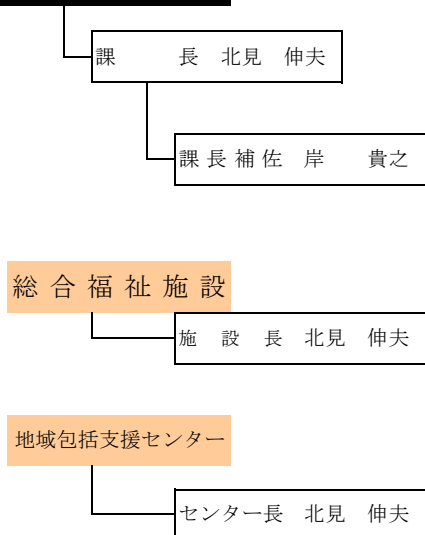 課　　　長　北見　伸夫
課 長 補 佐　岸　　貴之
総 合 福 祉 施 設
施　設　長　北見　伸夫
地域包括支援センター
センター長　北見　伸夫